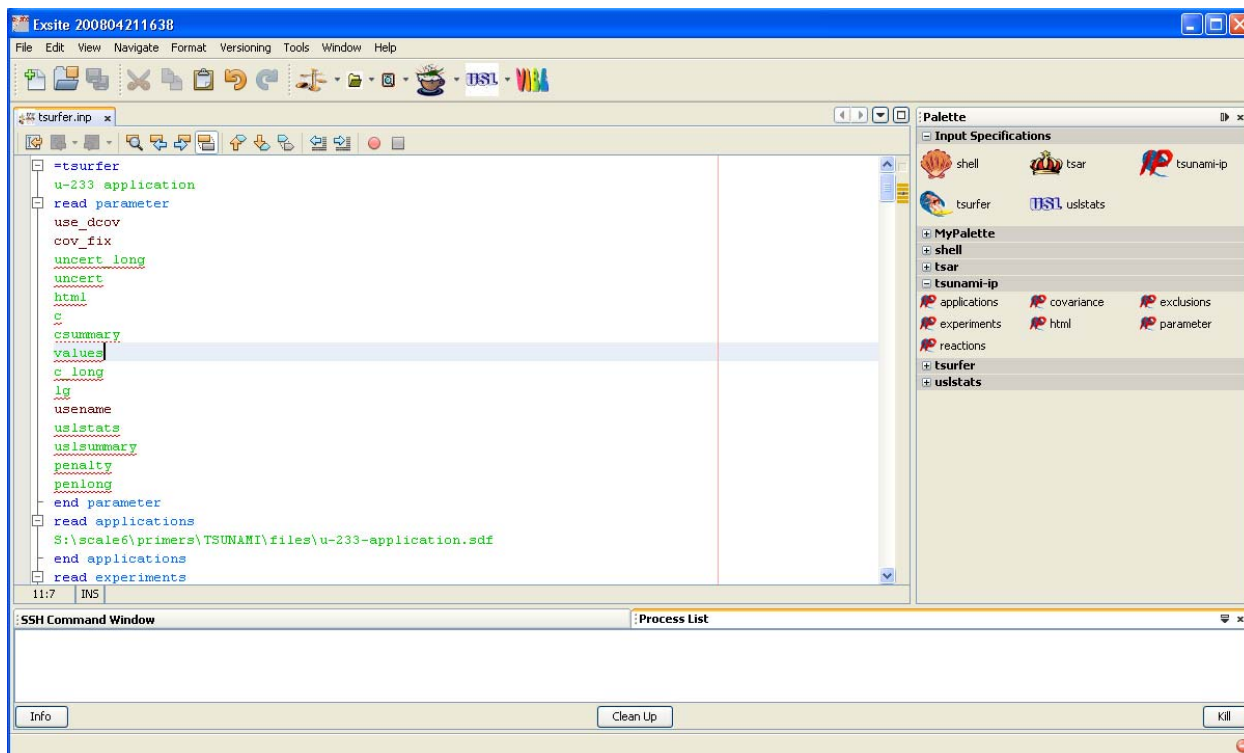 Exsite 200804211638
File Edit View Navigate Format Versioning Tools Window Help
USL
tsurfer.inp
Palette
Input Specifications
shell tsar tsunami-ip
tsurfer USL uslstats
MyPalette
shell
tsar
tsunami-ip
applications covariance exclusions
experiments html parameter
reactions
tsurfer
uslstats
=tsurfer
u-233 application
read parameter
use_dcov
cov_fix
uncert_long
uncert
html
c
csummary
values
c_long
lg
usename
uslstats
uslsummary
penalty
penlong
end parameter
read applications
S:\scale6\primers\TSUNAMI\files\u-233-application.sdf
end applications
read experiments
11:7 INS
SSH Command Window Process List
Info Clean Up Kill